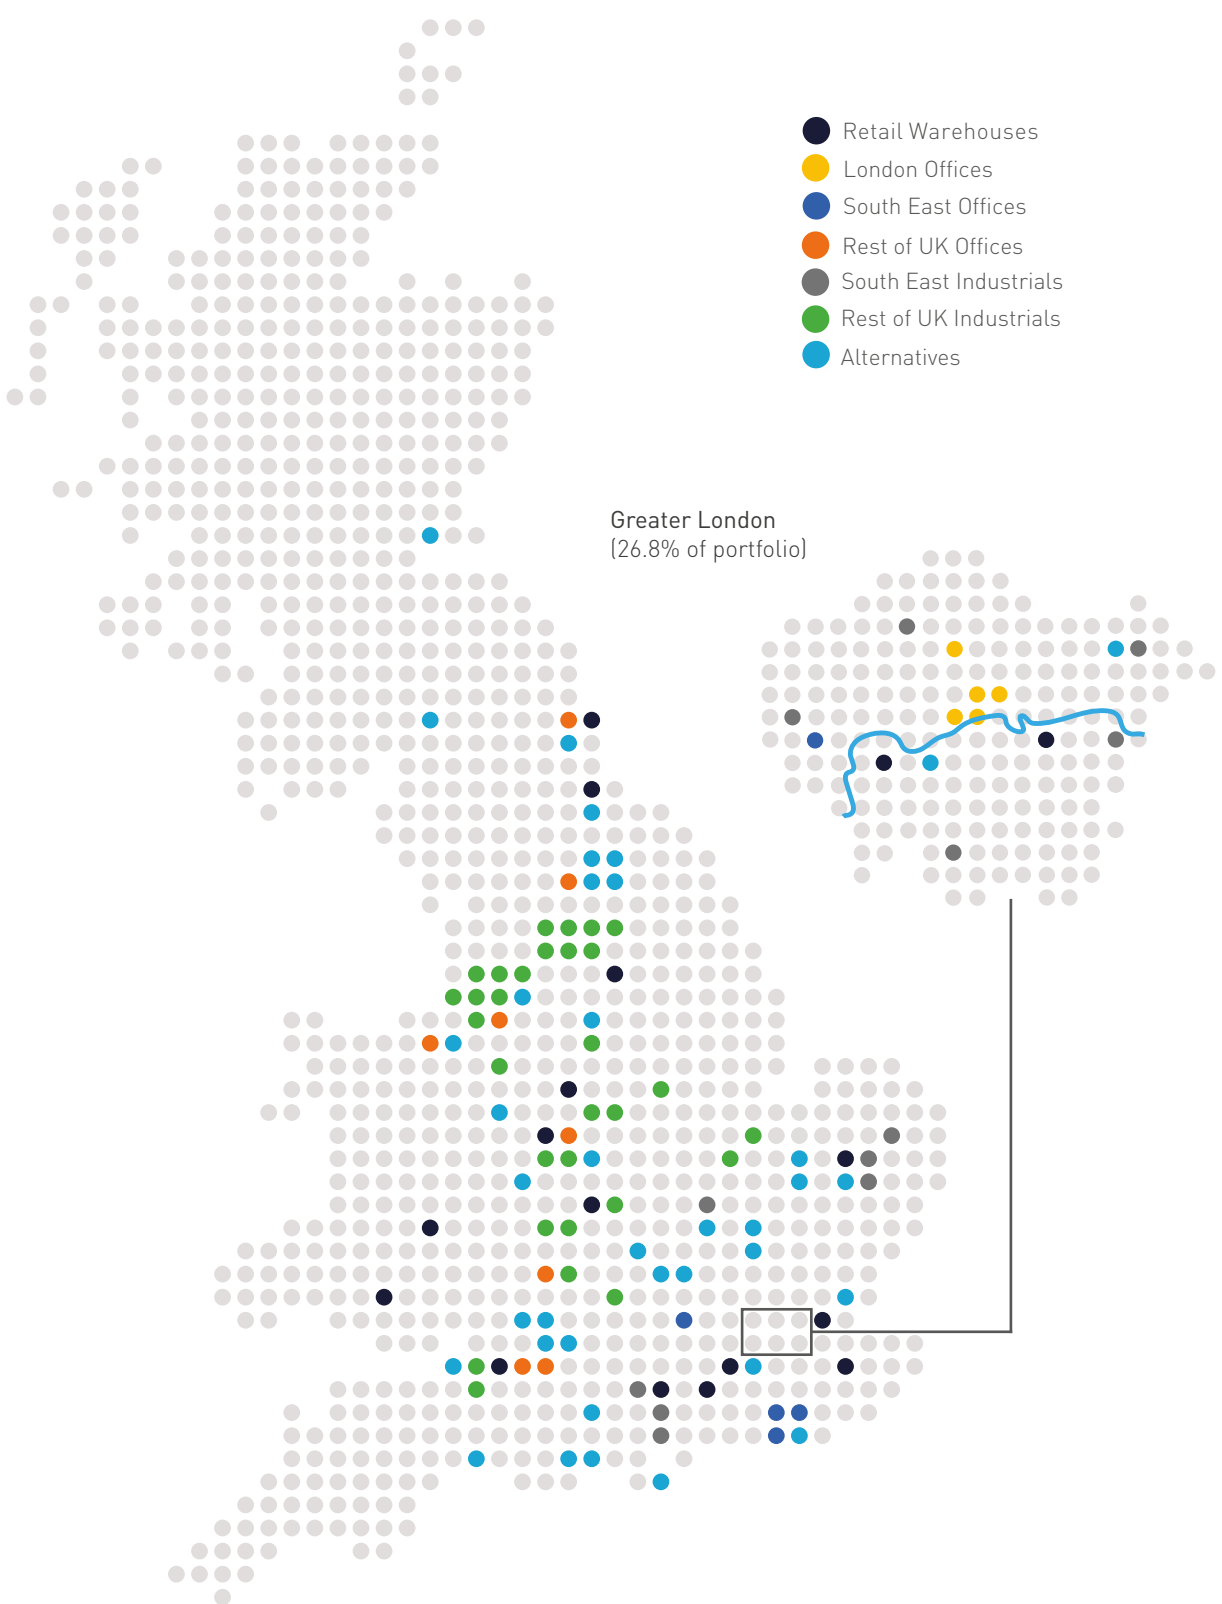 Retail Warehouses
London Offices
South East Offices
Rest of UK Offices
South East Industrials
Rest of UK Industrials
Alternatives
Greater London
(26.8% of portfolio)